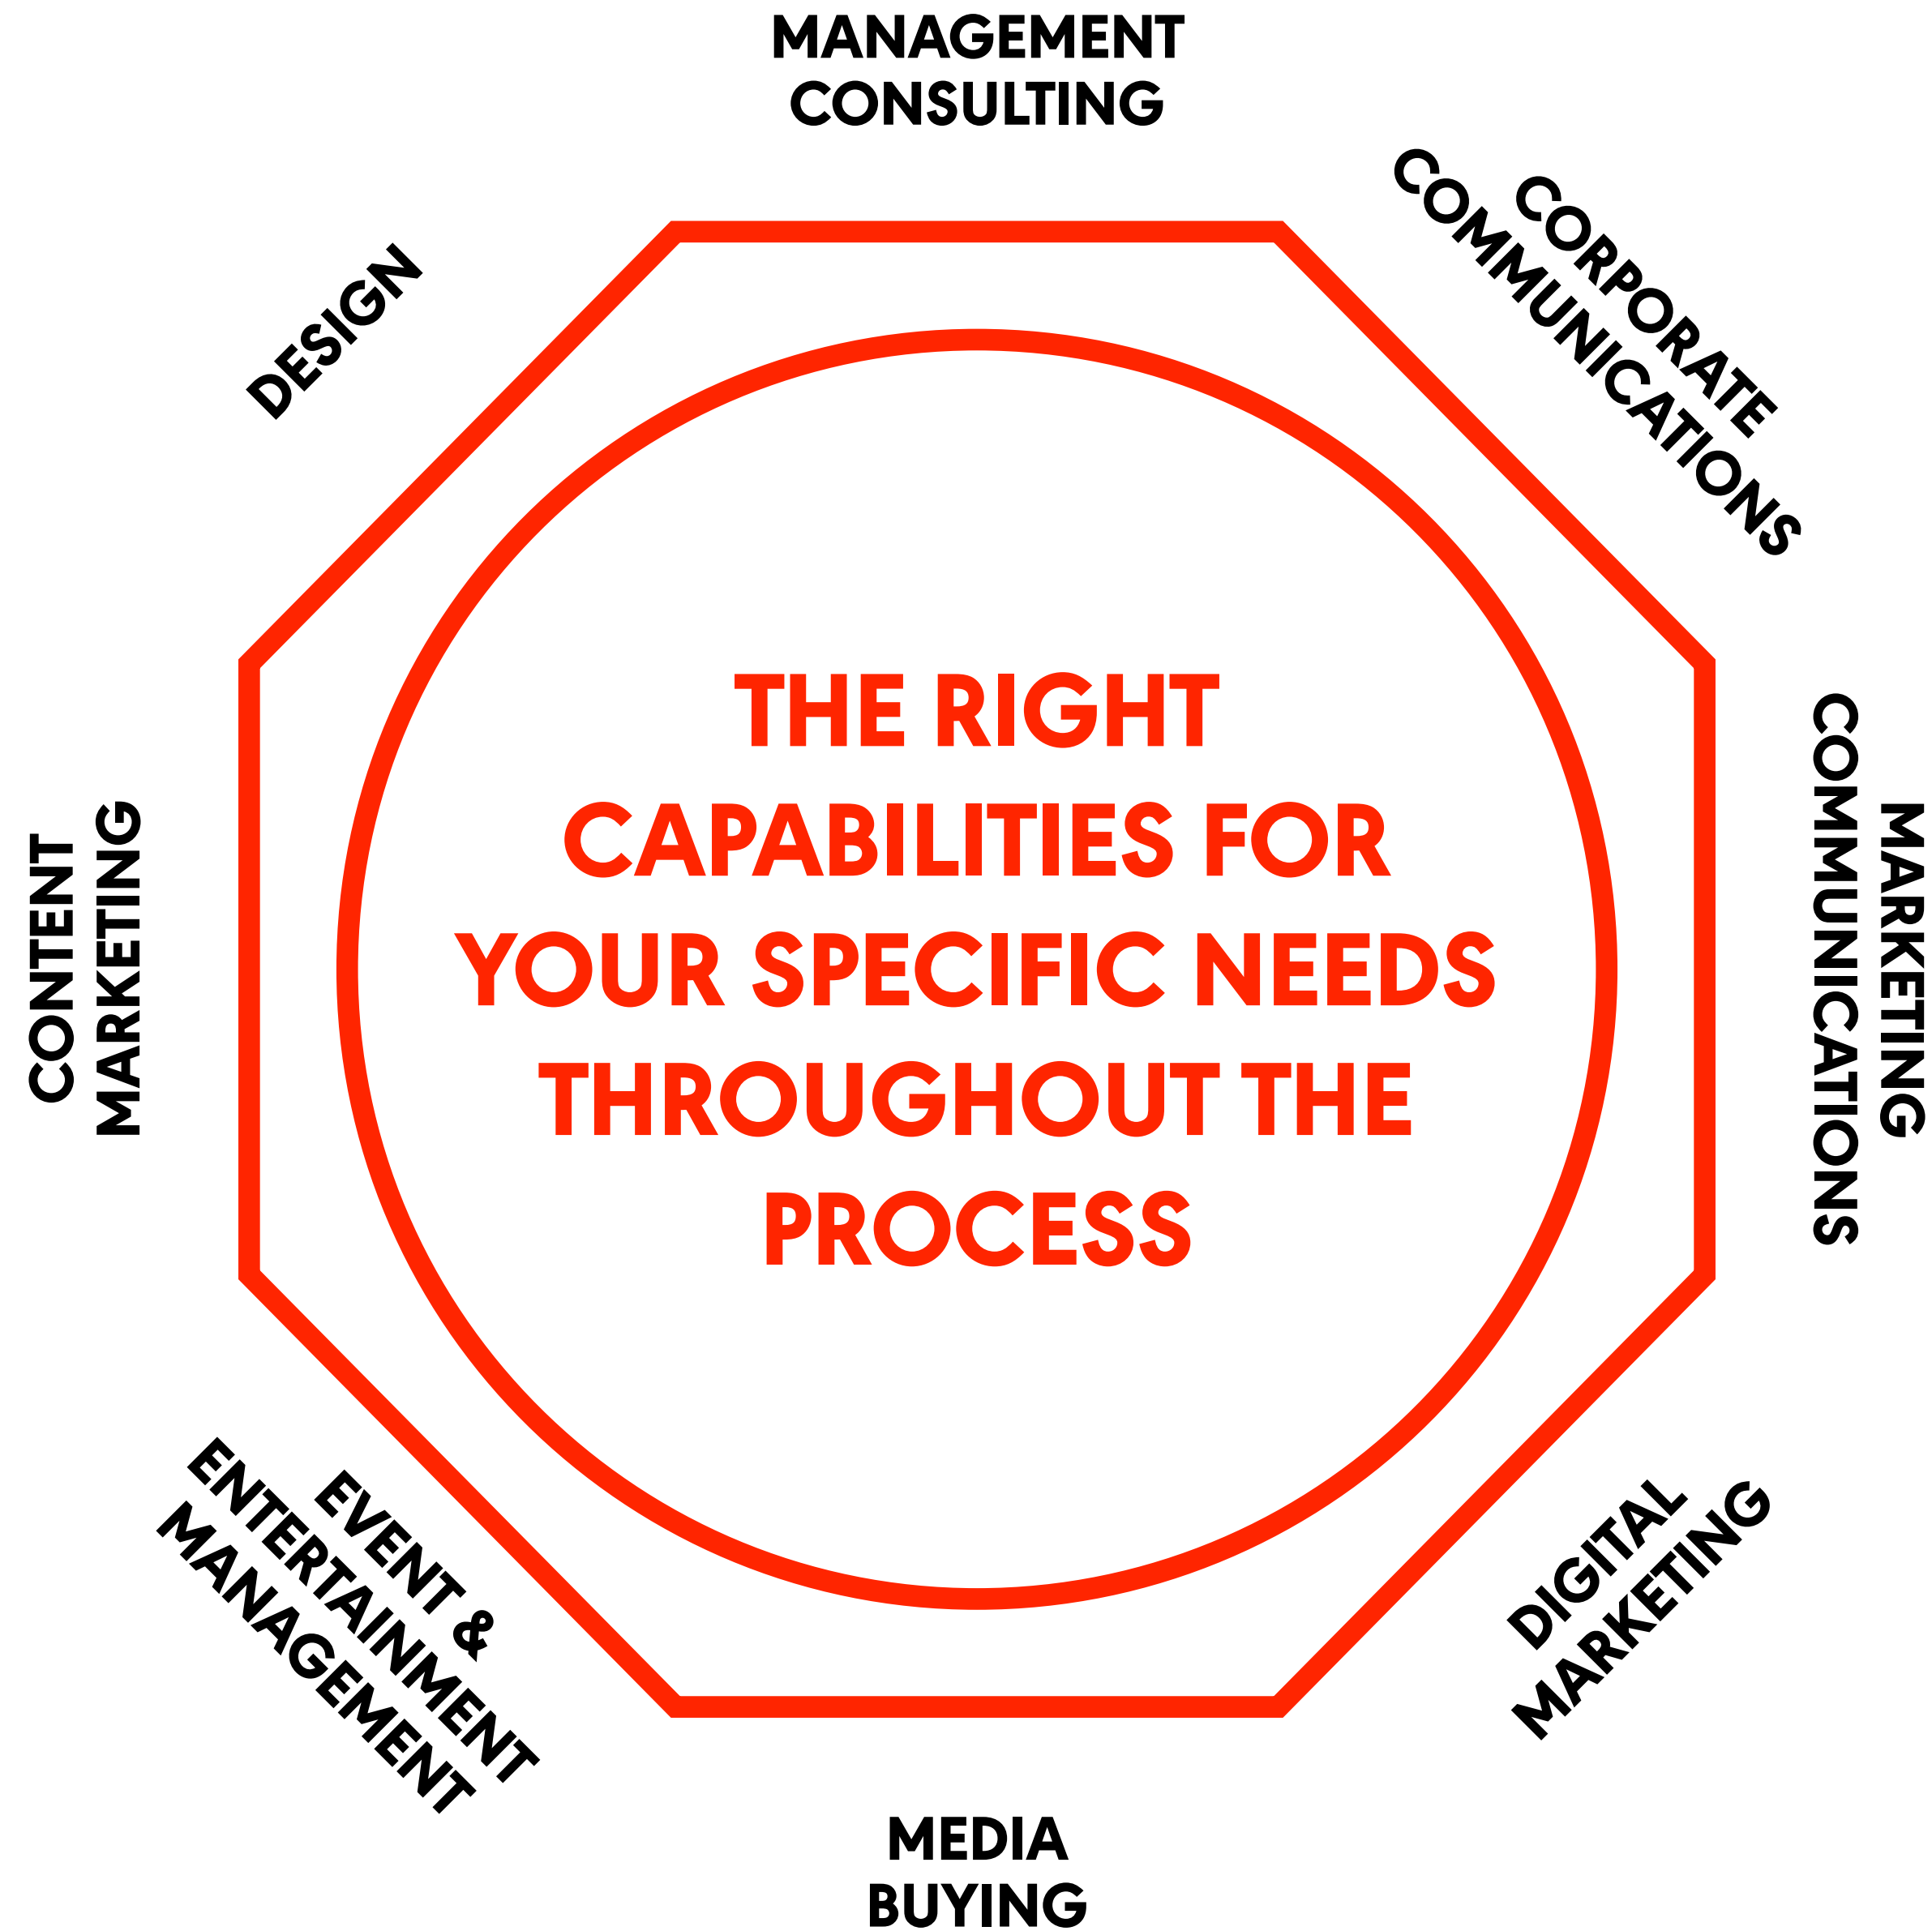 MANAGEMENT
CONSULTING
CORPORATE
COMMUNICATIONS
MARKETING
COMMUNICATIONS
DIGITAL
MARKETING
MEDIA
BUYING
EVENT &
ENTERTAINMENT
MANAGEMENT
CONTENT
MARKETING
DESIGN
THE RIGHT
CAPABILITIES FOR
YOUR SPECIFIC NEEDS
THROUGHOUT THE
PROCESS